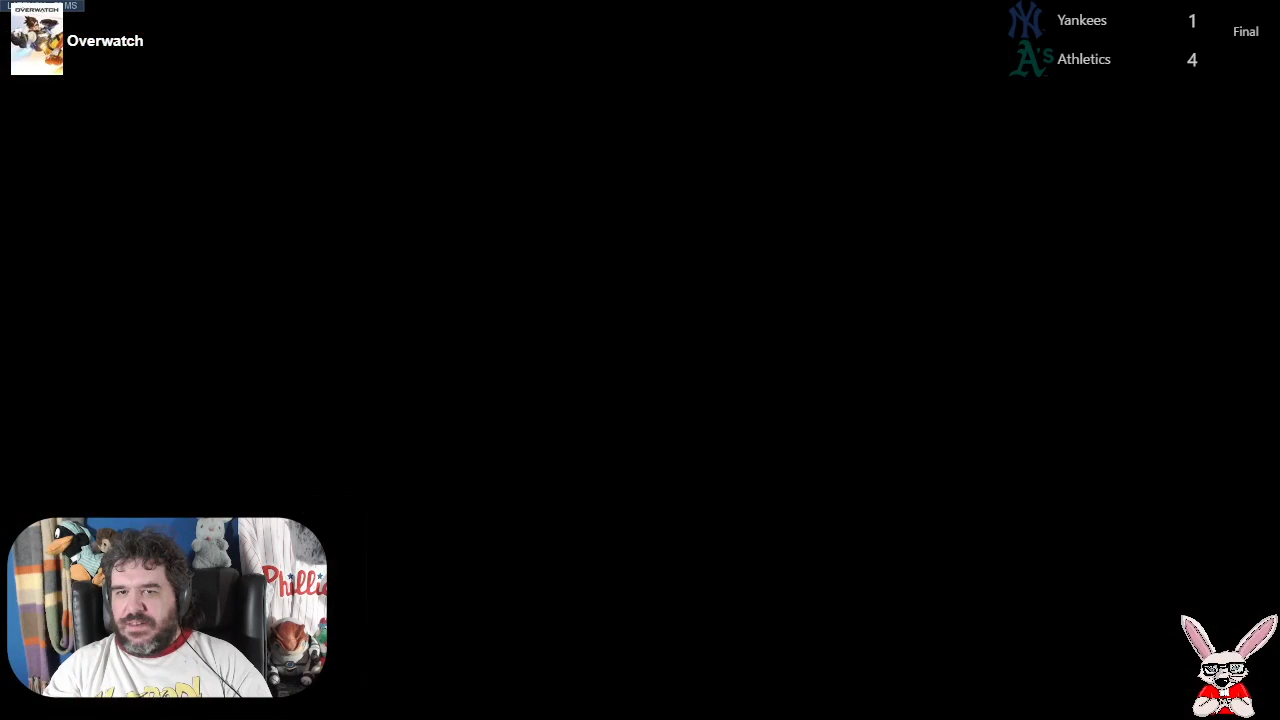 OVERWATCH
Overwatch
Yankees 1
Final
Athletics 4
A's
Phillie